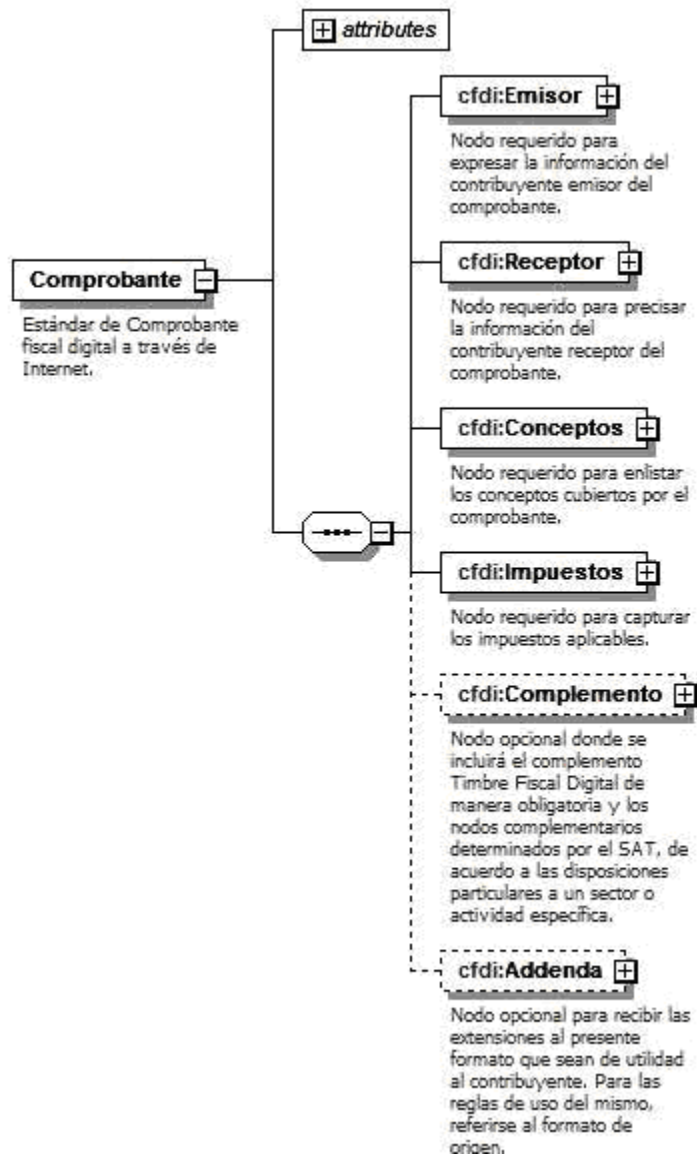 attributes
cfdi:Emisor
Nodo requerido para
expresar la información del
contribuyente emisor del
comprobante.
cfdi:Receptor
Nodo requerido para precisar
la información del
contribuyente receptor del
comprobante.
Comprobante
Estándar de Comprobante
fiscal digital a través de
Internet.
cfdi:Conceptos
Nodo requerido para enlistar
los conceptos cubiertos por el
comprobante.
cfdi:Impuestos
Nodo requerido para capturar
los impuestos aplicables.
cfdi:Complemento
Nodo opcional donde se
incluirá el complemento
Timbre Fiscal Digital de
manera obligatoria y los
nodos complementarios
determinados por el SAT, de
acuerdo a las disposiciones
particulares a un sector o
actividad específica.
cfdi:Addenda
Nodo opcional para recibir las
extensiones al presente
formato que sean de utilidad
al contribuyente. Para las
reglas de uso del mismo,
referirse al formato de
origen.